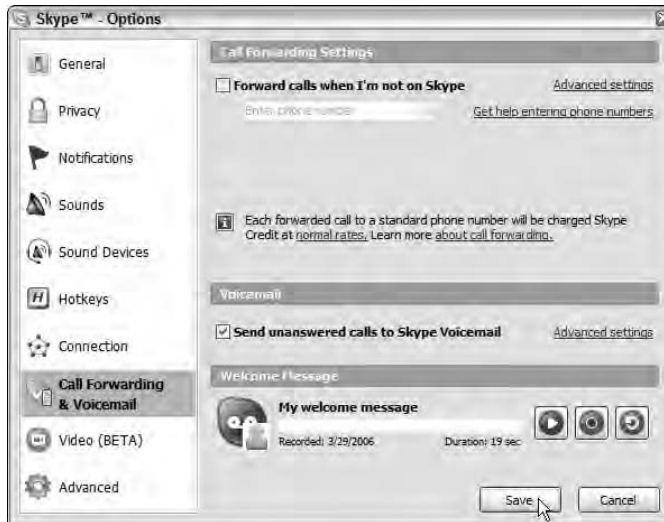 Skype™ - Options
General
Privacy
Notifications
Sounds
Sound Devices
Hotkeys
Connection
Call Forwarding
& Voicemail
Video (BETA)
Advanced
Call Forwarding Settings
Forward calls when I'm not on Skype
Advanced settings
Enter phone number
Get help entering phone numbers
Each forwarded call to a standard phone number will be charged Skype
Credit at normal rates. Learn more about call forwarding.
Voicemail
Send unanswered calls to Skype Voicemail
Advanced settings
Welcome Message
My welcome message
Recorded: 3/29/2006
Duration: 19 sec
Save
Cancel